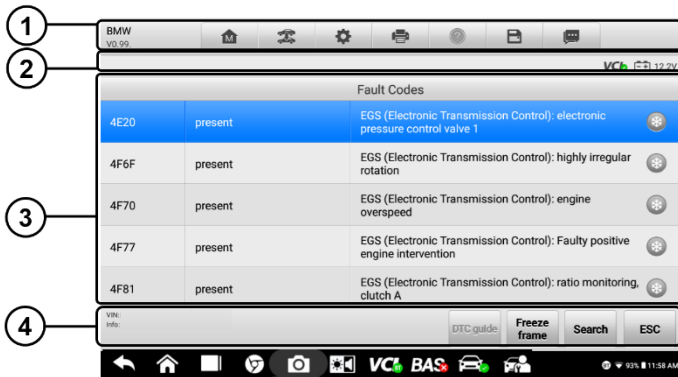 1
BMW
V0.99.
2
VCI 12.2V
Fault Codes
4E20 present EGS (Electronic Transmission Control): electronic
pressure control valve 1
4F6F present EGS (Electronic Transmission Control): highly irregular
rotation
3
4F70 present EGS (Electronic Transmission Control): engine
overspeed
4F77 present EGS (Electronic Transmission Control): Faulty positive
engine intervention
4F81 present EGS (Electronic Transmission Control): ratio monitoring,
clutch A
4
VIN:
Info:
DTC guide
Freeze
frame
Search
ESC
VCI BAS 93% 11:58 AM